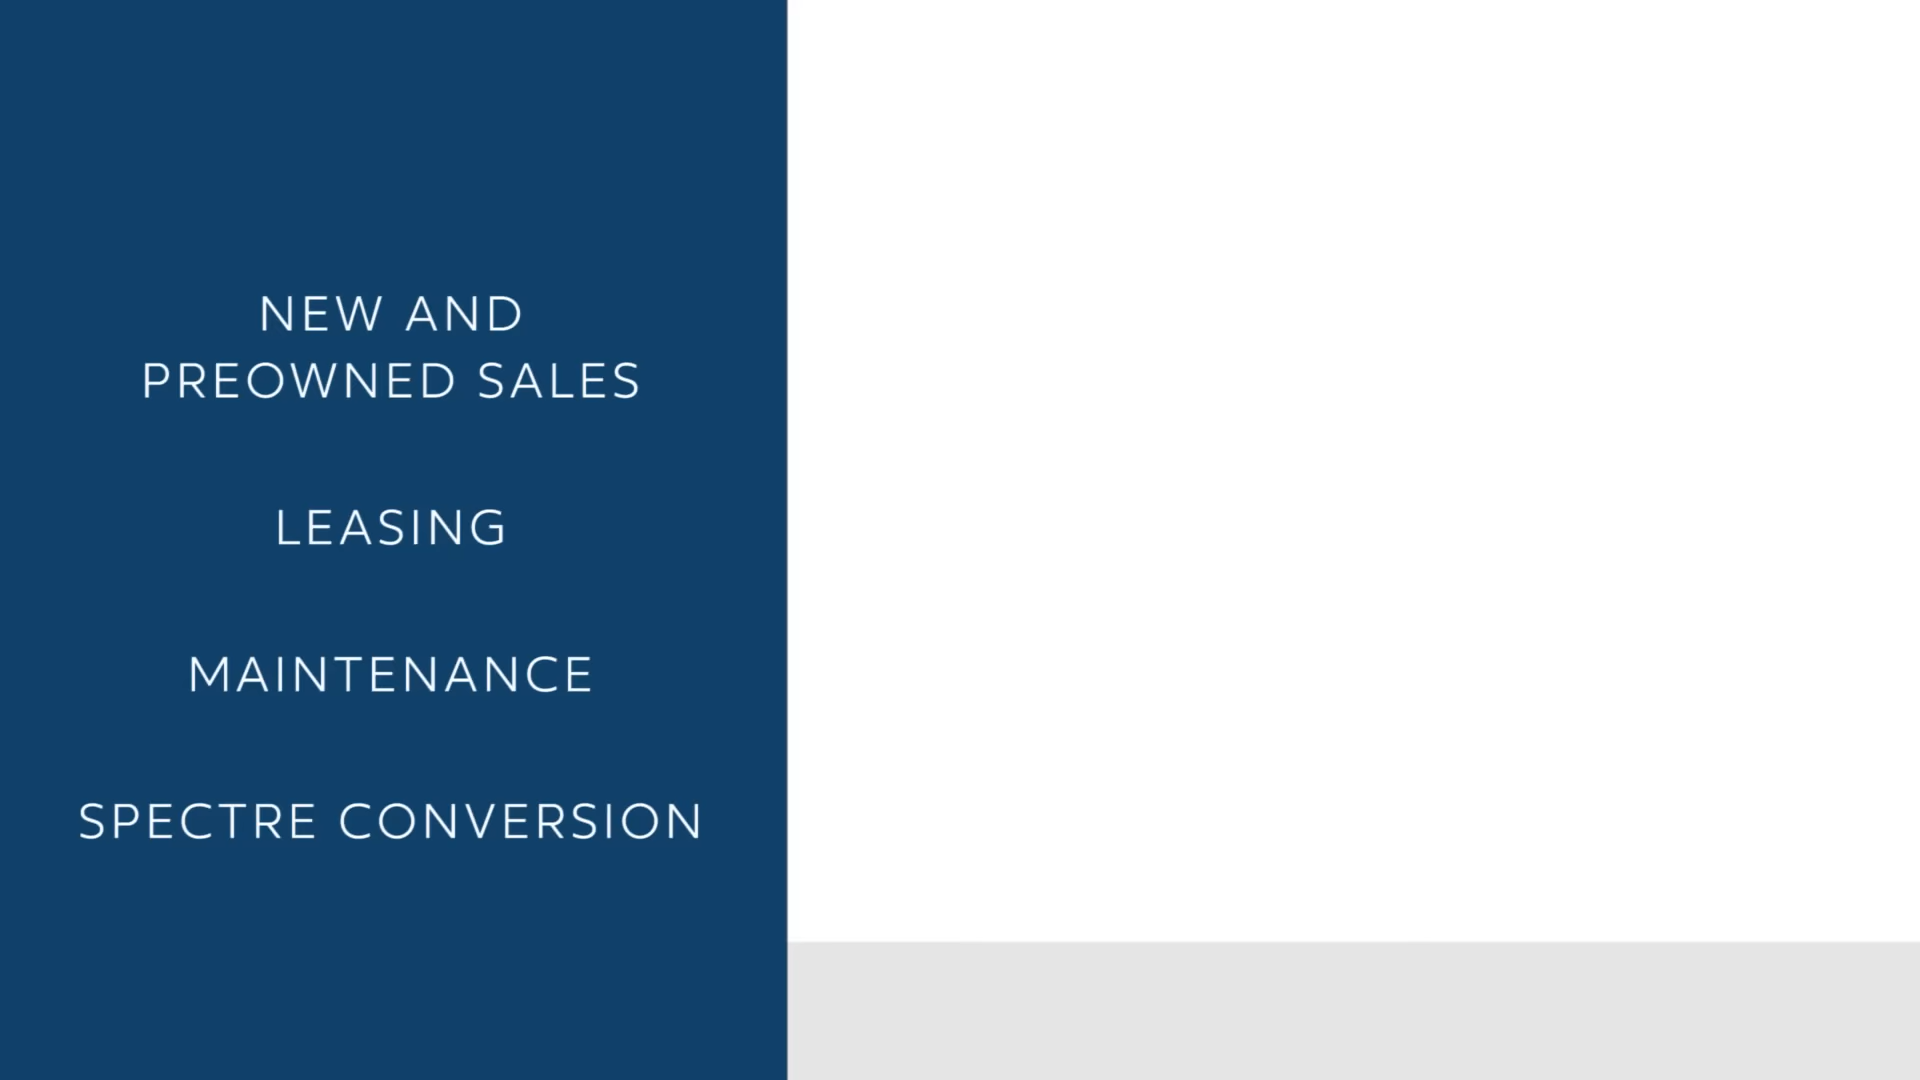 NEW AND
PREOWNED SALES
LEASING
MAINTENANCE
SPECTRE CONVERSION